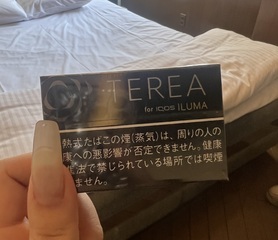 TEREA
for IQOS ILUMA
熱式たばこの煙(蒸気)は、周りの人の
康への悪影響が否定できません。健康
法で禁じられている場所では喫煙
ません。